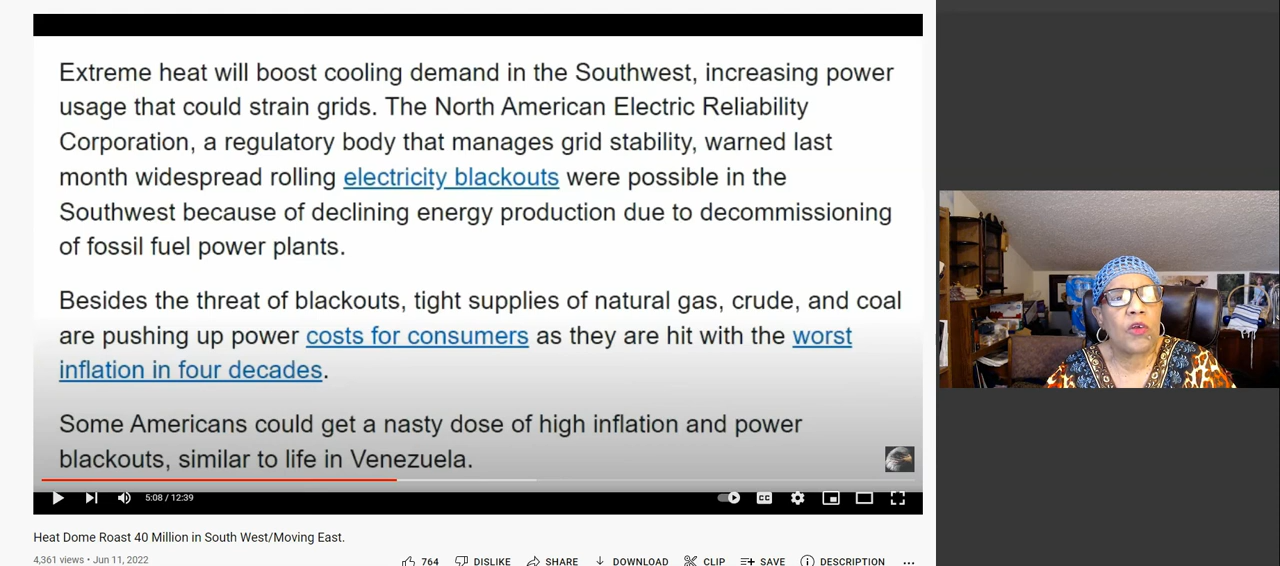 Extreme heat will boost cooling demand in the Southwest, increasing power
usage that could strain grids. The North American Electric Reliability
Corporation, a regulatory body that manages grid stability, warned last
month widespread rolling electricity blackouts were possible in the
Southwest because of declining energy production due to decommissioning
of fossil fuel power plants.
Besides the threat of blackouts, tight supplies of natural gas, crude, and coal
are pushing up power costs for consumers as they are hit with the worst
inflation in four decades.
Some Americans could get a nasty dose of high inflation and power
blackouts, similar to life in Venezuela.
5:08 / 12:39
CC
Heat Dome Roast 40 Million in South West/Moving East.
4,361 views • Jun 11, 2022
764 DISLIKE SHARE DOWNLOAD CLIP SAVE DESCRIPTION ...